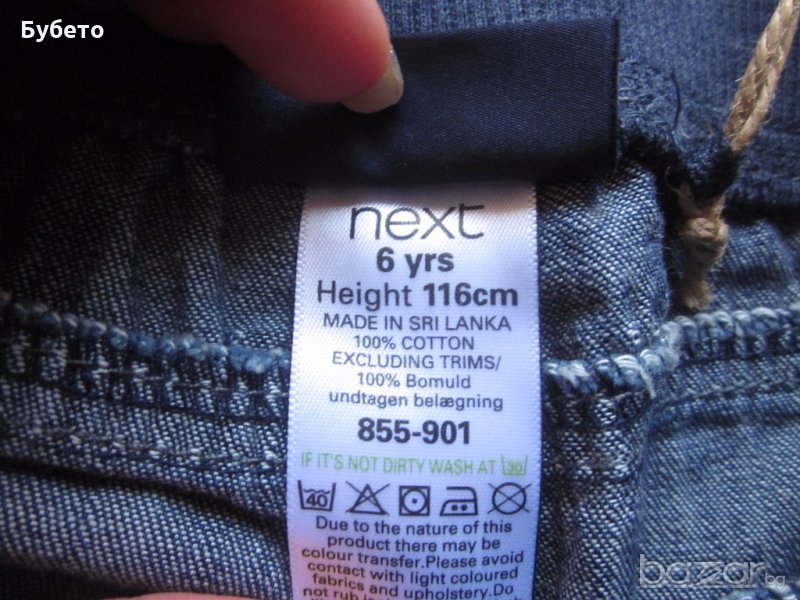 Бубето
next
6 yrs
Height 116cm
MADE IN SRI LANKA
100% COTTON
EXCLUDING TRIMS/
100% Bomuld
undtagen belægning
855-901
IF IT'S NOT DIRTY WASH AT 30
40
Due to the nature of this
product there may be
colour transfer.Please avoid
contact with light coloured
fabrics and upholstery.Do
not rub
bazar.bg